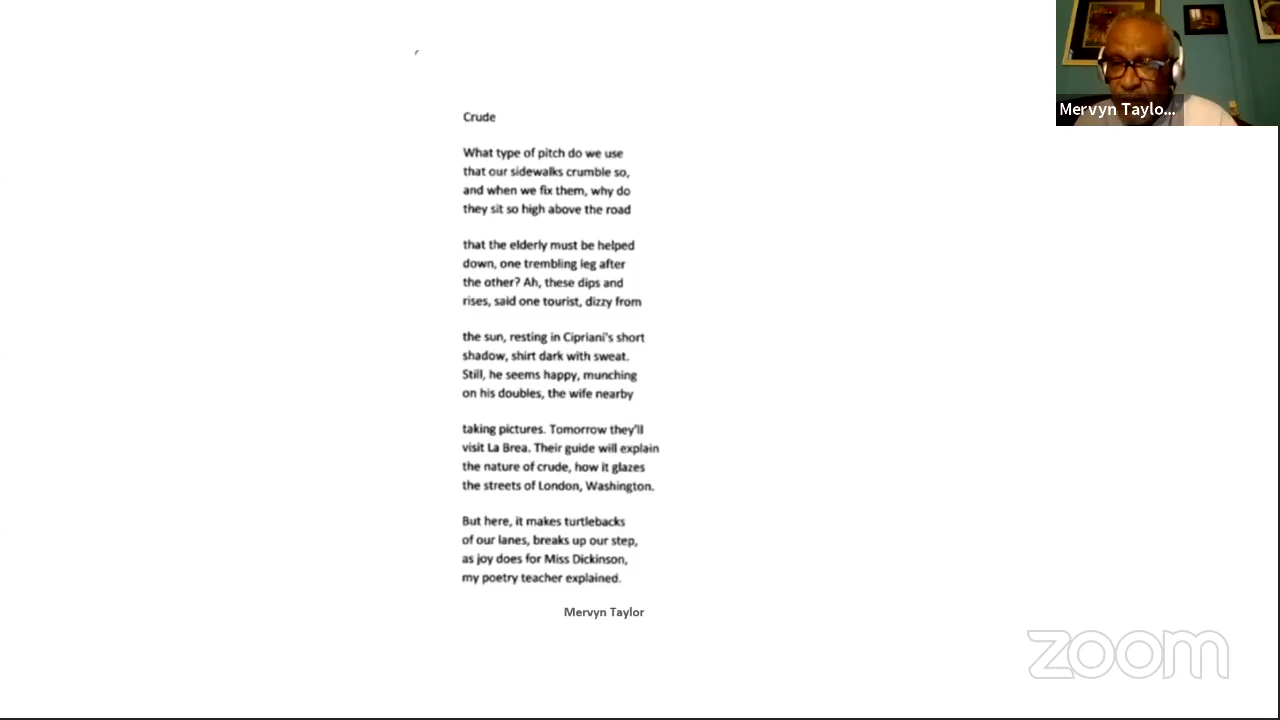 Mervyn Taylo...
Crude
What type of pitch do we use
that our sidewalks crumble so,
and when we fix them, why do
they sit so high above the road
that the elderly must be helped
down, one trembling leg after
the other? Ah, these dips and
rises, said one tourist, dizzy from
the sun, resting in Cipriani's short
shadow, shirt dark with sweat.
Still, he seems happy, munching
on his doubles, the wife nearby
taking pictures. Tomorrow they'll
visit La Brea. Their guide will explain
the nature of crude, how it glazes
the streets of London, Washington.
But here, it makes turtlebacks
of our lanes, breaks up our step,
as joy does for Miss Dickinson,
my poetry teacher explained.
Mervyn Taylor
zoom